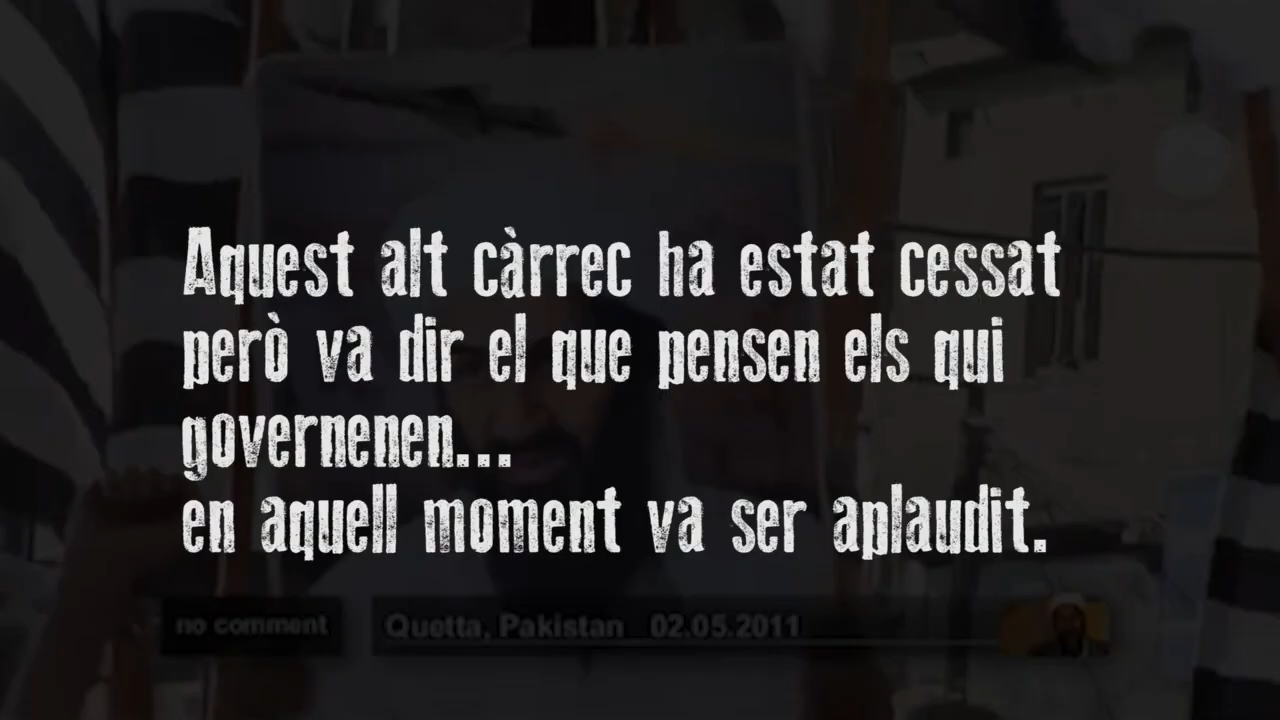 Aquest alt càrrec ha estat cessat
però va dir el que pensen els qui
governenen...
en aquell moment va ser aplaudit.
no comment
Quetta, Pakistan 02.05.2011